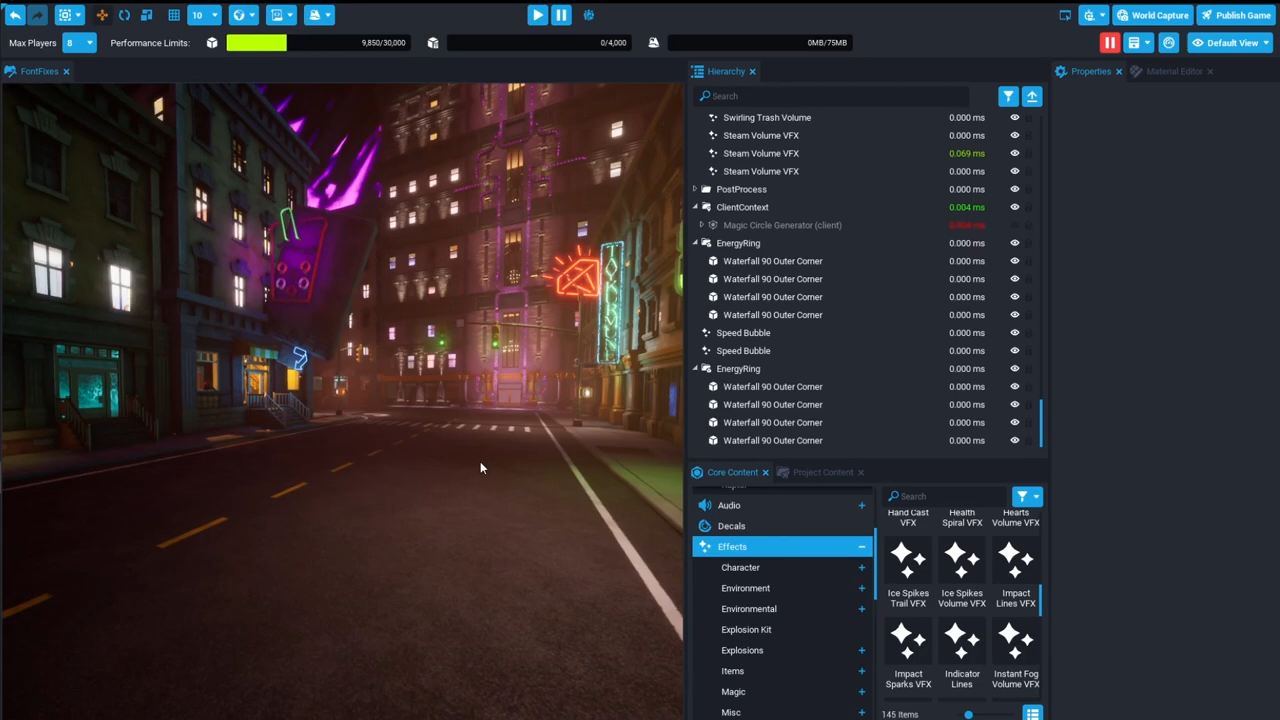 10
World Capture
Publish Game
Max Players
8
Performance Limits:
9,850/30,000
0/4,000
0MB/75MB
Default View
FontFixes
Hierarchy
Properties
Material Editor
Search
Swirling Trash Volume 0.000 ms
Steam Volume VFX 0.000 ms
Steam Volume VFX 0.069 ms
Steam Volume VFX 0.000 ms
PostProcess 0.000 ms
ClientContext 0.004 ms
Magic Circle Generator (client)
EnergyRing 0.000 ms
Waterfall 90 Outer Corner 0.000 ms
Waterfall 90 Outer Corner 0.000 ms
Waterfall 90 Outer Corner 0.000 ms
Waterfall 90 Outer Corner 0.000 ms
Speed Bubble 0.000 ms
Speed Bubble 0.000 ms
EnergyRing 0.000 ms
Waterfall 90 Outer Corner 0.000 ms
Waterfall 90 Outer Corner 0.000 ms
Waterfall 90 Outer Corner 0.000 ms
Waterfall 90 Outer Corner 0.000 ms
Core Content
Project Content
Audio
Decals
Effects
Character
Environment
Environmental
Explosion Kit
Explosions
Items
Magic
Misc
Search
Hand Cast
VFX
Health
Spiral VFX
Hearts
Volume VFX
Ice Spikes
Trail VFX
Ice Spikes
Volume VFX
Impact
Lines VFX
Impact
Sparks VFX
Indicator
Lines
Instant Fog
Volume VFX
145 Items